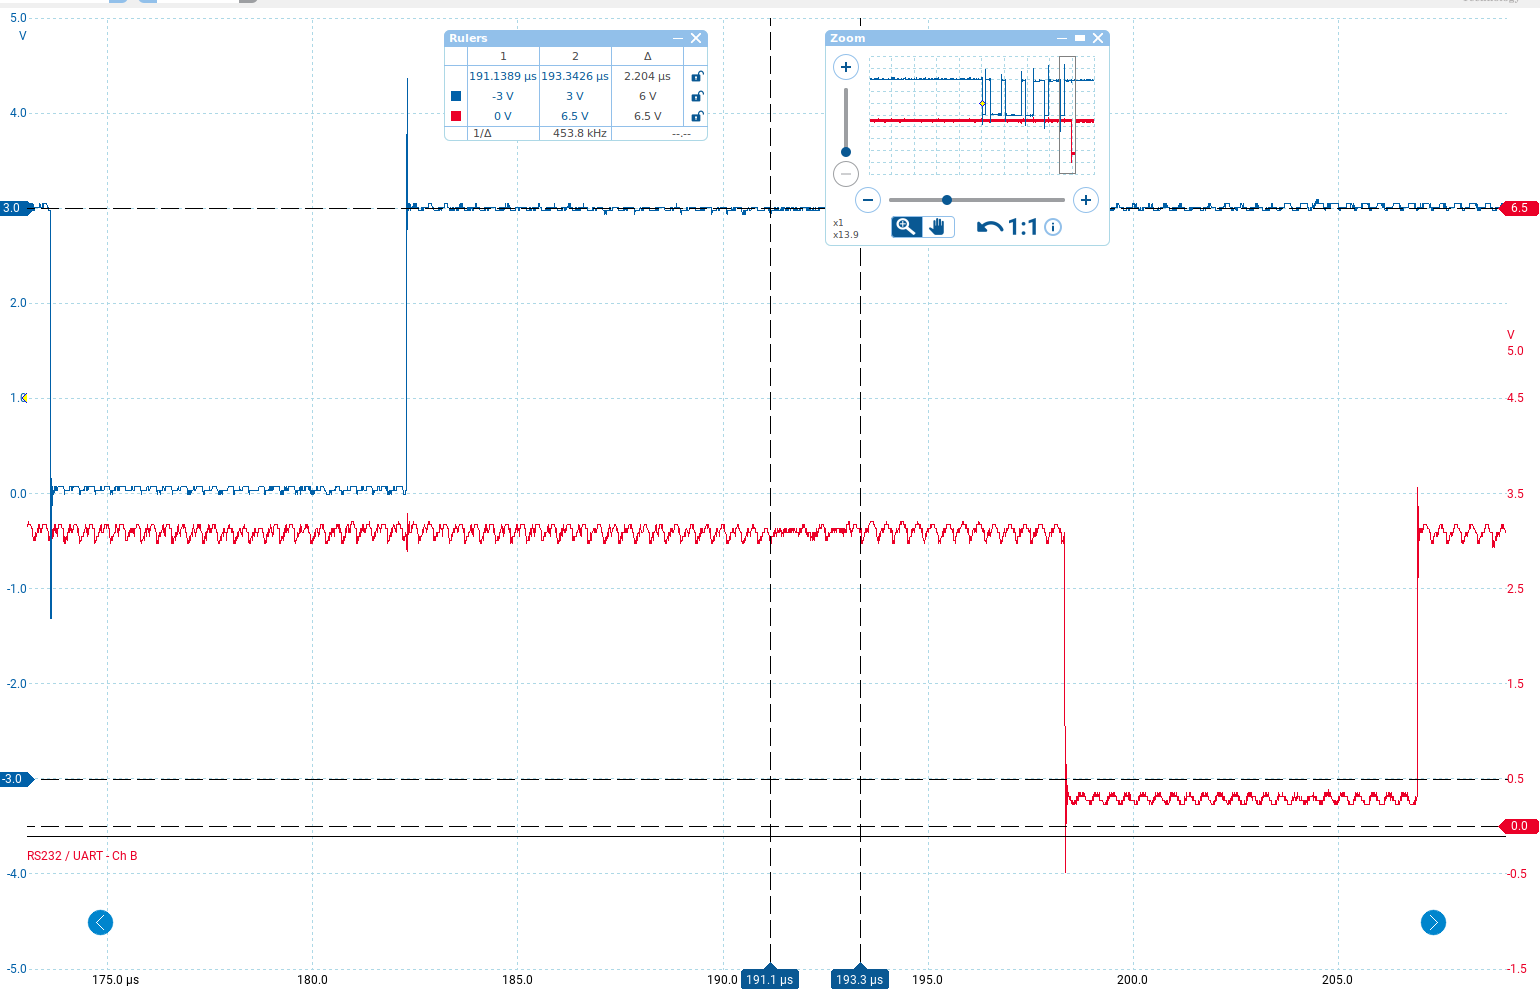 5.0
V
4.0
3.0
2.0
1.0
0.0
-1.0
-2.0
-3.0
-4.0
-5.0
Rulers
1 2 Δ
191.1389 µs 193.3426 µs 2.204 µs
-3 V 3 V 6 V
0 V 6.5 V 6.5 V
1/Δ 453.8 kHz --.--
Zoom
x1
x13.9
1:1
i
6.5
V
5.0
4.5
3.5
2.5
1.5
0.5
0.0
-0.5
-1.5
RS232 / UART - Ch B
175.0 µs 180.0 185.0 190.0 191.1 µs 193.3 µs 195.0 200.0 205.0